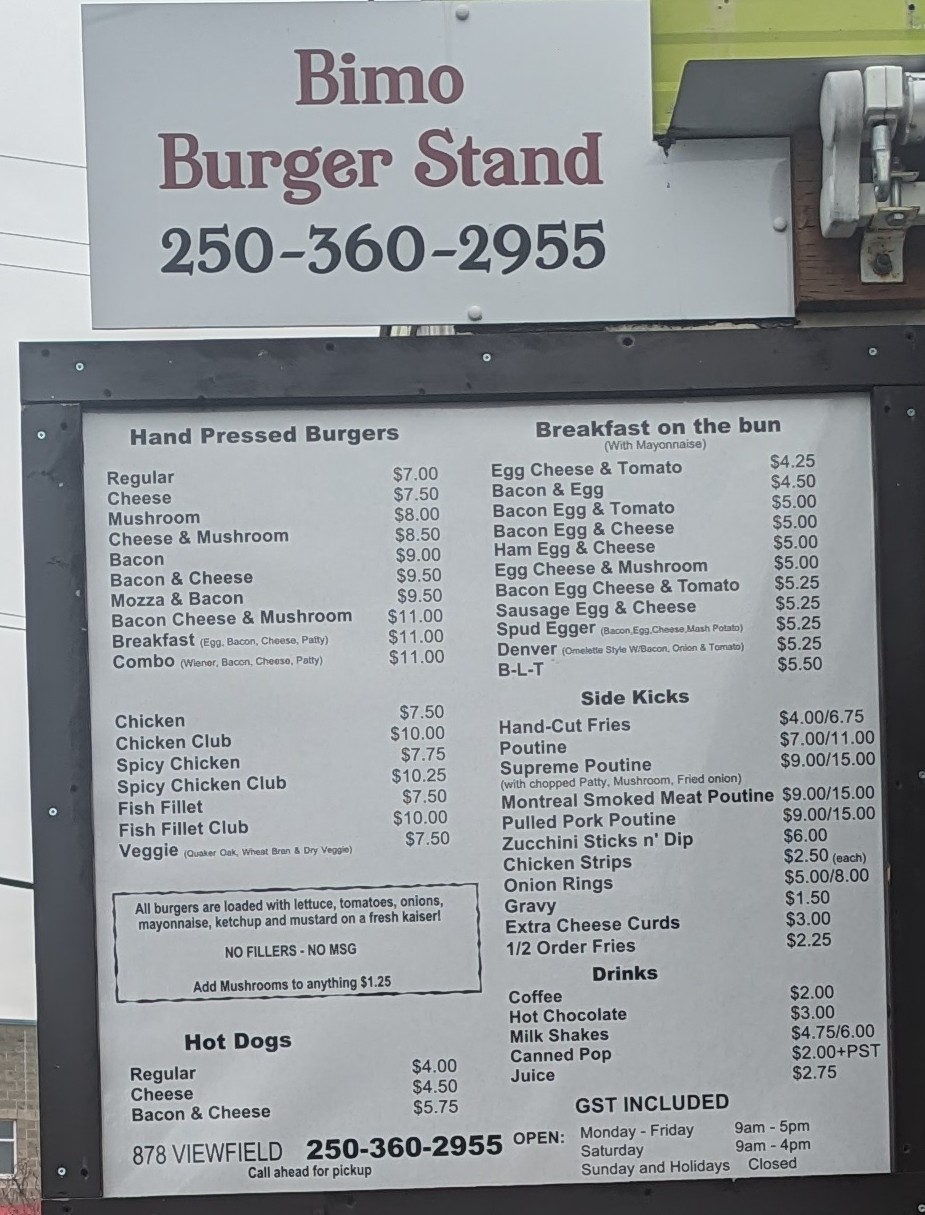 Bimo
Burger Stand
250-360-2955
Hand Pressed Burgers
Regular $7.00
Cheese $7.50
Mushroom $8.00
Cheese & Mushroom $8.50
Bacon $9.00
Bacon & Cheese $9.50
Mozza & Bacon $9.50
Bacon Cheese & Mushroom $11.00
Breakfast (Egg, Bacon, Cheese, Patty) $11.00
Combo (Wiener, Bacon, Cheese, Patty) $11.00
Chicken $7.50
Chicken Club $10.00
Spicy Chicken $7.75
Spicy Chicken Club $10.25
Fish Fillet $7.50
Fish Fillet Club $10.00
Veggie (Quaker Oak, Wheat Bran & Dry Veggie) $7.50
All burgers are loaded with lettuce, tomatoes, onions,
mayonnaise, ketchup and mustard on a fresh kaiser!
NO FILLERS - NO MSG
Add Mushrooms to anything $1.25
Hot Dogs
Regular $4.00
Cheese $4.50
Bacon & Cheese $5.75
878 VIEWFIELD 250-360-2955
Call ahead for pickup
Breakfast on the bun
(With Mayonnaise)
Egg Cheese & Tomato $4.25
Bacon & Egg $4.50
Bacon Egg & Tomato $5.00
Bacon Egg & Cheese $5.00
Ham Egg & Cheese $5.00
Egg Cheese & Mushroom $5.00
Bacon Egg Cheese & Tomato $5.25
Sausage Egg & Cheese $5.25
Spud Egger (Bacon,Egg,Cheese,Mash Potato) $5.25
Denver (Omelette Style W/Bacon, Onion & Tomato) $5.25
B-L-T $5.50
Side Kicks
Hand-Cut Fries $4.00/6.75
Poutine $7.00/11.00
Supreme Poutine $9.00/15.00
(with chopped Patty, Mushroom, Fried onion)
Montreal Smoked Meat Poutine $9.00/15.00
Pulled Pork Poutine $9.00/15.00
Zucchini Sticks n' Dip $6.00
Chicken Strips $2.50 (each)
Onion Rings $5.00/8.00
Gravy $1.50
Extra Cheese Curds $3.00
1/2 Order Fries $2.25
Drinks
Coffee $2.00
Hot Chocolate $3.00
Milk Shakes $4.75/6.00
Canned Pop $2.00+PST
Juice $2.75
GST INCLUDED
OPEN: Monday - Friday 9am - 5pm
Saturday 9am - 4pm
Sunday and Holidays Closed